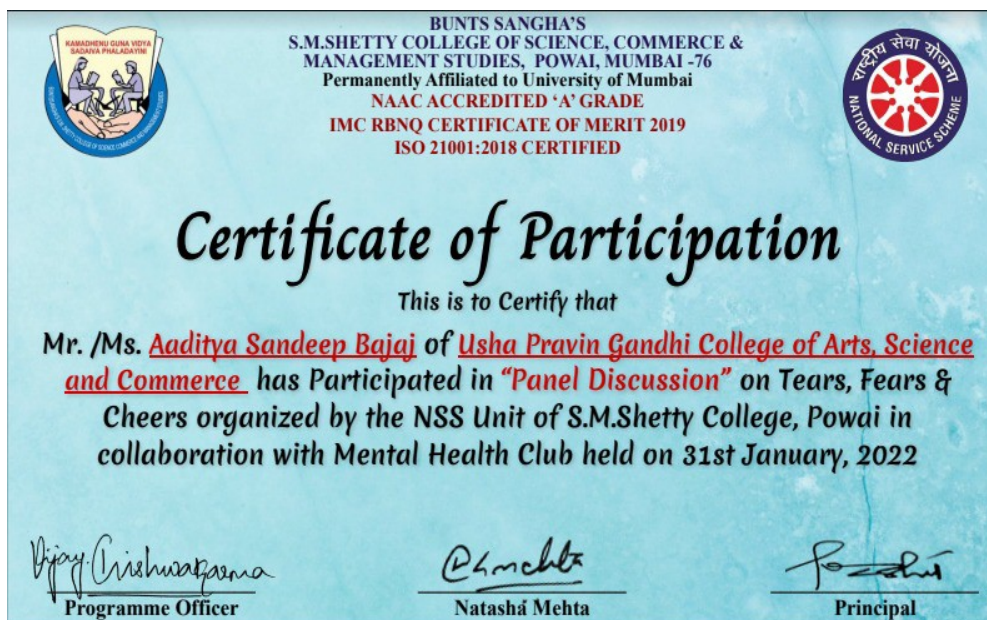 KAMADHENU GUNA VIDYA
SADAIVA PHALADAYINI
BUNTS SANGHA'S
S.M.SHETTY COLLEGE OF SCIENCE, COMMERCE &
MANAGEMENT STUDIES, POWAI, MUMBAI -76
Permanently Affiliated to University of Mumbai
NAAC ACCREDITED 'A' GRADE
IMC RBNQ CERTIFICATE OF MERIT 2019
ISO 21001:2018 CERTIFIED
राष्ट्रीय सेवा योजना
NATIONAL SERVICE SCHEME
Certificate of Participation
This is to Certify that
Mr. /Ms. Aaditya Sandeep Bajaj of Usha Pravin Gandhi College of Arts, Science
and Commerce has Participated in "Panel Discussion" on Tears, Fears &
Cheers organized by the NSS Unit of S.M.Shetty College, Powai in
collaboration with Mental Health Club held on 31st January, 2022
Vijay Vishwakarma
Programme Officer
Natasha Mehta
Principal